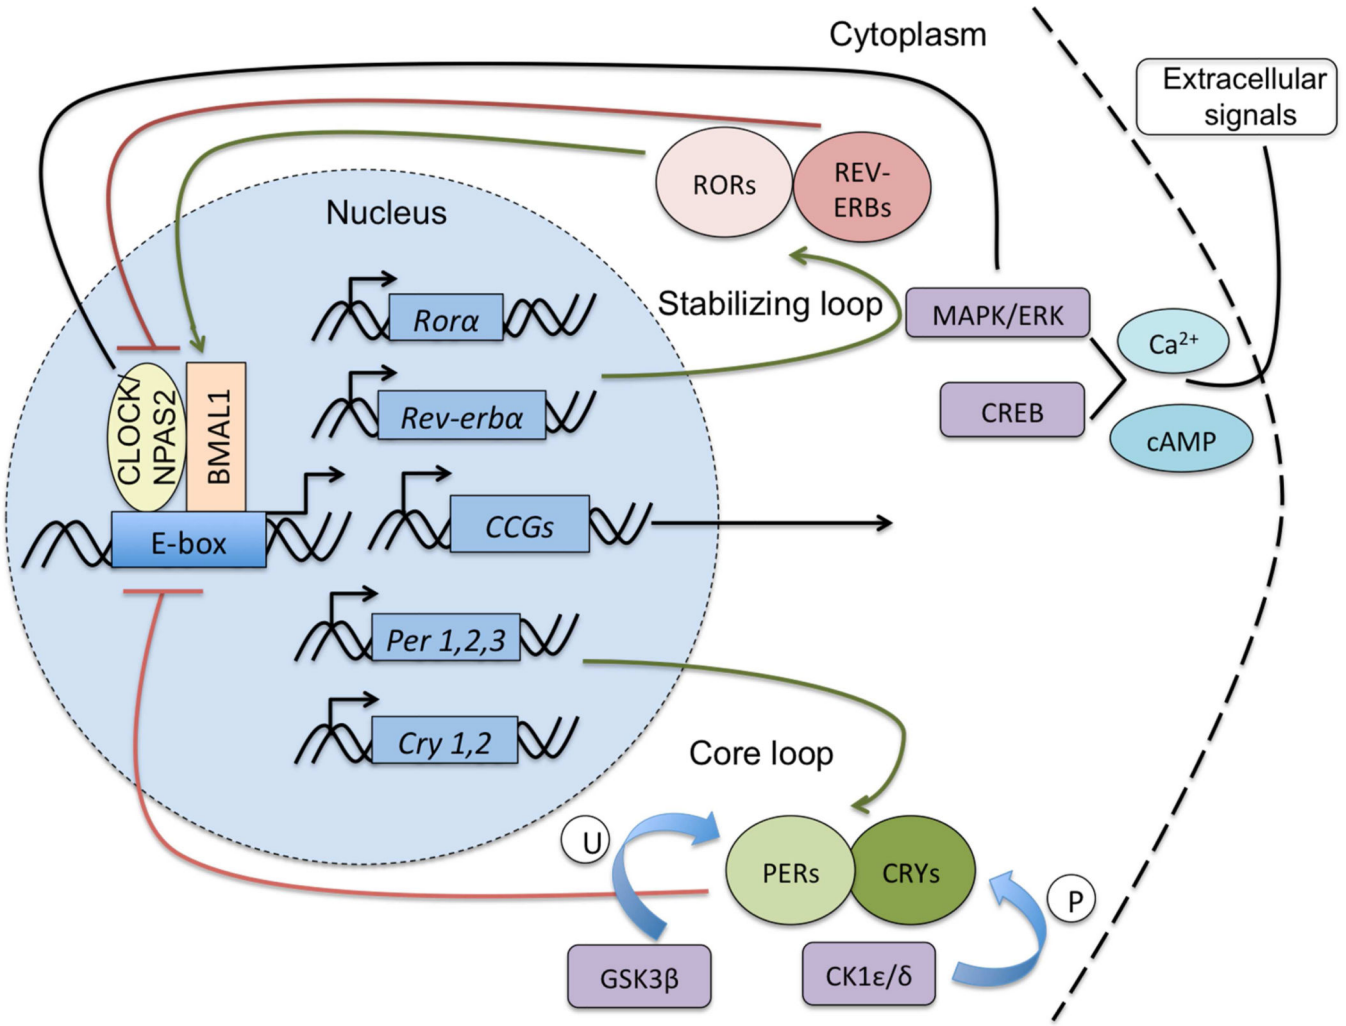 Cytoplasm
Extracellular
signals
RORs
REV-
ERBs
Nucleus
Rorα
Stabilizing loop
MAPK/ERK
Ca²⁺
CREB
cAMP
Rev-erbα
CLOCK/
NPAS2
BMAL1
E-box
CCGs
Per 1,2,3
Cry 1,2
Core loop
U
PERs
CRYs
P
GSK3β
CK1ε/δ